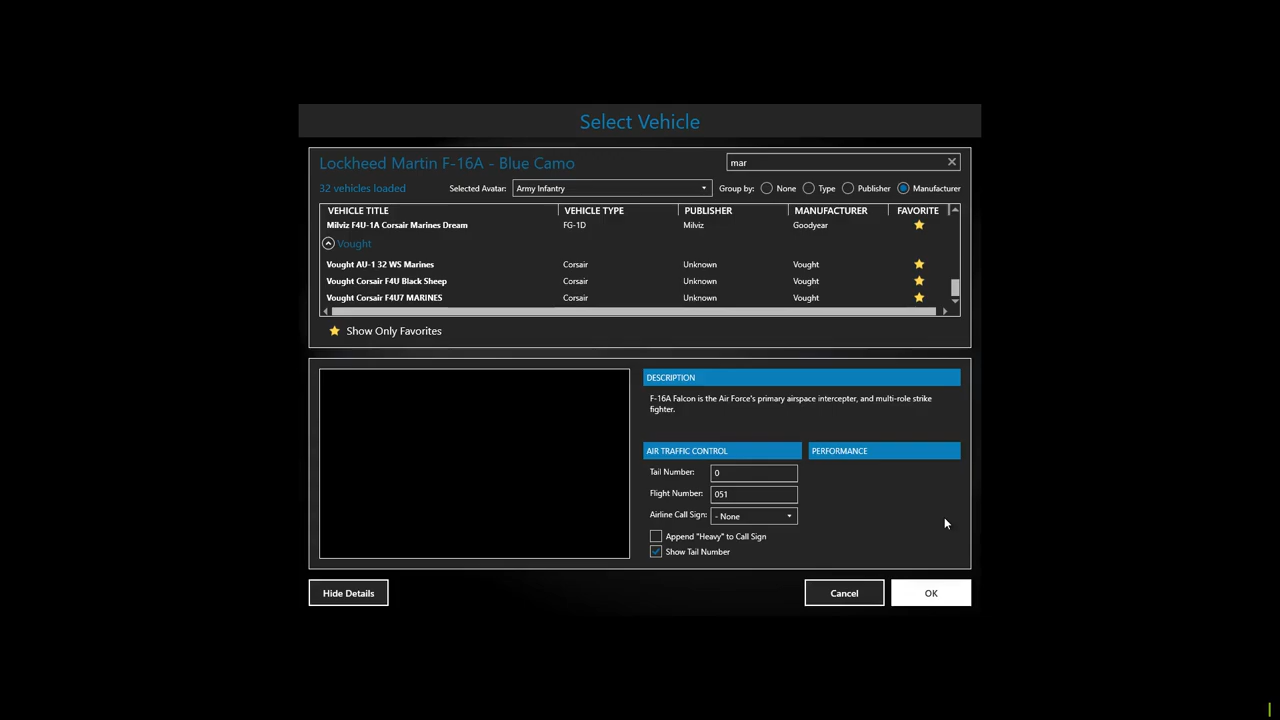 Select Vehicle
Lockheed Martin F-16A - Blue Camo
mar
32 vehicles loaded
Selected Avatar: Army Infantry
Group by: None Type Publisher Manufacturer
VEHICLE TITLE VEHICLE TYPE PUBLISHER MANUFACTURER FAVORITE
Milviz F4U-1A Corsair Marines Dream FG-1D Milviz Goodyear
Vought
Vought AU-1 32 WS Marines Corsair Unknown Vought
Vought Corsair F4U Black Sheep Corsair Unknown Vought
Vought Corsair F4U7 MARINES Corsair Unknown Vought
Show Only Favorites
DESCRIPTION
F-16A Falcon is the Air Force's primary airspace intercepter, and multi-role strike
fighter.
AIR TRAFFIC CONTROL PERFORMANCE
Tail Number: 0
Flight Number: 051
Airline Call Sign: - None
Append "Heavy" to Call Sign
Show Tail Number
Hide Details Cancel OK